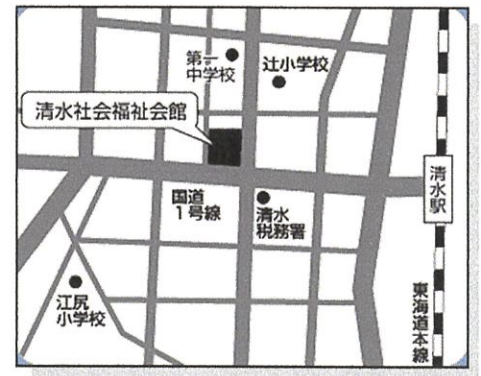 第一
中学校
辻小学校
清水社会福祉会館
清水駅
国道
1号線
清水
税務署
江尻
小学校
東海道本線